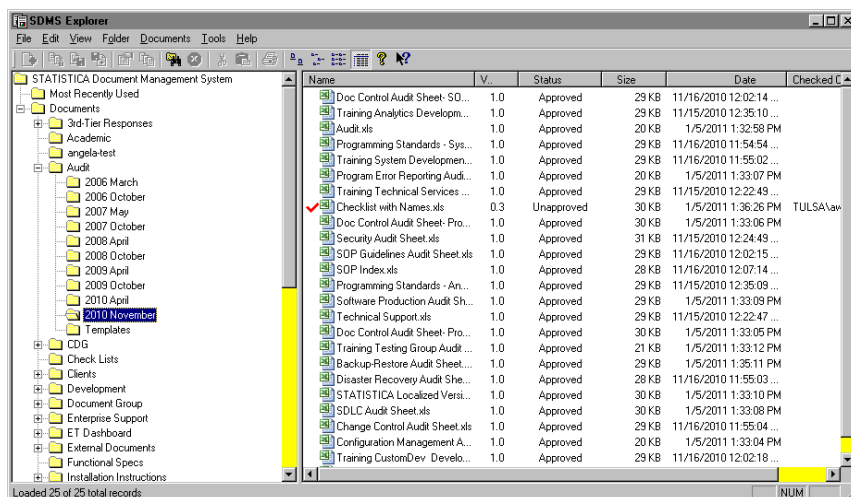 SDMS Explorer
File Edit View Folder Documents Tools Help
STATISTICA Document Management System
Most Recently Used
Documents
3rd-Tier Responses
Academic
angela-test
Audit
2006 March
2006 October
2007 May
2007 October
2008 April
2008 October
2009 April
2009 October
2010 April
2010 November
Templates
CDG
Check Lists
Clients
Development
Document Group
Enterprise Support
ET Dashboard
External Documents
Functional Specs
Installation Instructions
Name V... Status Size Date Checked C
Doc Control Audit Sheet- SO... 1.0 Approved 29 KB 11/16/2010 12:02:14 ...
Training Analytics Developm... 1.0 Approved 29 KB 11/15/2010 12:35:10 ...
Audit.xls 1.0 Approved 20 KB 1/5/2011 1:32:58 PM
Programming Standards - Sys... 1.0 Approved 29 KB 11/16/2010 11:54:54 ...
Training System Developmen... 1.0 Approved 29 KB 11/16/2010 11:55:02 ...
Program Error Reporting Audi... 1.0 Approved 20 KB 1/5/2011 1:33:07 PM
Training Technical Services ... 1.0 Approved 29 KB 11/15/2010 12:22:49 ...
Checklist with Names.xls 0.3 Unapproved 30 KB 1/5/2011 1:36:26 PM TULSA\aw
Doc Control Audit Sheet- Pro... 1.0 Approved 30 KB 1/5/2011 1:33:06 PM
Security Audit Sheet.xls 1.0 Approved 31 KB 11/15/2010 12:24:49 ...
SOP Guidelines Audit Sheet.xls 1.0 Approved 29 KB 11/16/2010 12:02:15 ...
SOP Index.xls 1.0 Approved 28 KB 11/16/2010 12:07:14 ...
Programming Standards - An... 1.0 Approved 29 KB 11/15/2010 12:35:09 ...
Software Production Audit Sh... 1.0 Approved 29 KB 1/5/2011 1:33:09 PM
Technical Support.xls 1.0 Approved 29 KB 11/15/2010 12:22:47 ...
Doc Control Audit Sheet- Pro... 1.0 Approved 30 KB 1/5/2011 1:33:05 PM
Training Testing Group Audit ... 1.0 Approved 21 KB 1/5/2011 1:33:12 PM
Backup-Restore Audit Sheet.... 1.0 Approved 29 KB 1/5/2011 1:35:11 PM
Disaster Recovery Audit She... 1.0 Approved 28 KB 11/16/2010 11:55:03 ...
STATISTICA Localized Versi... 1.0 Approved 30 KB 1/5/2011 1:33:10 PM
SDLC Audit Sheet.xls 1.0 Approved 30 KB 1/5/2011 1:33:08 PM
Change Control Audit Sheet.xls 1.0 Approved 29 KB 11/16/2010 11:55:04 ...
Configuration Management A... 1.0 Approved 20 KB 1/5/2011 1:33:04 PM
Training CustomDev Develo... 1.0 Approved 29 KB 11/16/2010 12:02:18 ...
Loaded 25 of 25 total records NUM